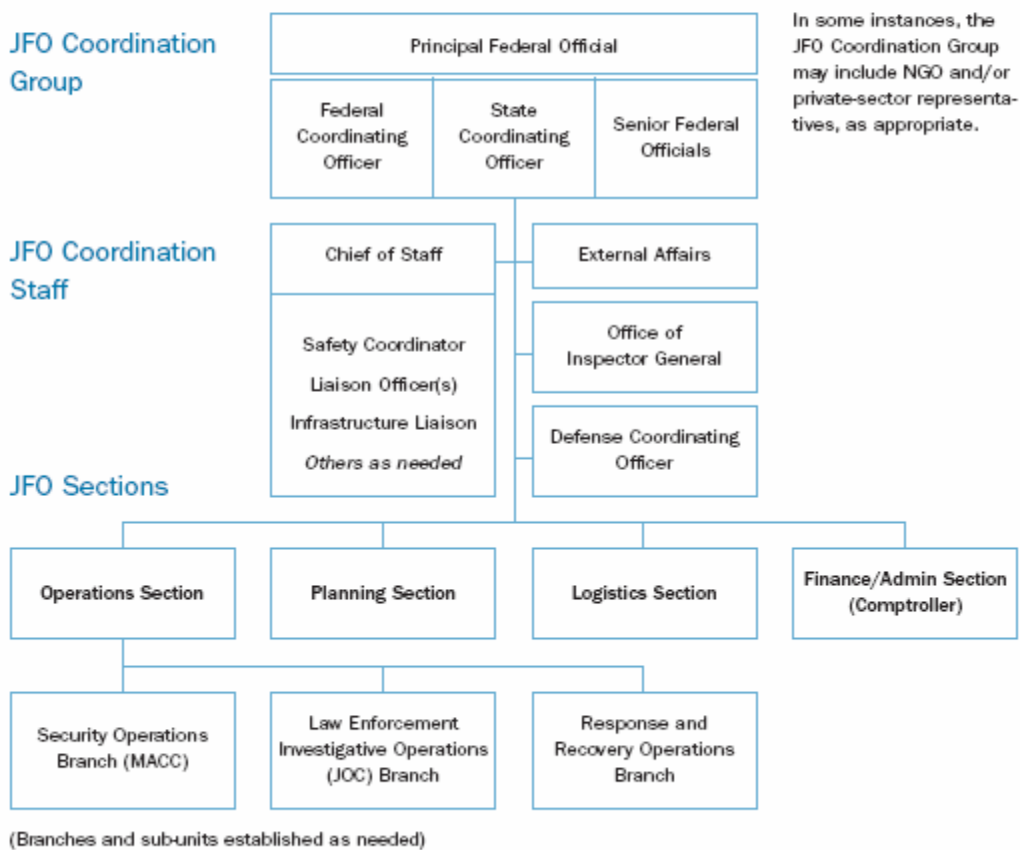 JFO Coordination
Group
Principal Federal Official
Federal
Coordinating
Officer
State
Coordinating
Officer
Senior Federal
Officials
In some instances, the
JFO Coordination Group
may include NGO and/or
private-sector representa-
tives, as appropriate.
JFO Coordination
Staff
Chief of Staff
Safety Coordinator
Liaison Officer(s)
Infrastructure Liaison
Others as needed
External Affairs
Office of
Inspector General
Defense Coordinating
Officer
JFO Sections
Operations Section
Planning Section
Logistics Section
Finance/Admin Section
(Comptroller)
Security Operations
Branch (MACC)
Law Enforcement
Investigative Operations
(JOC) Branch
Response and
Recovery Operations
Branch
(Branches and sub-units established as needed)